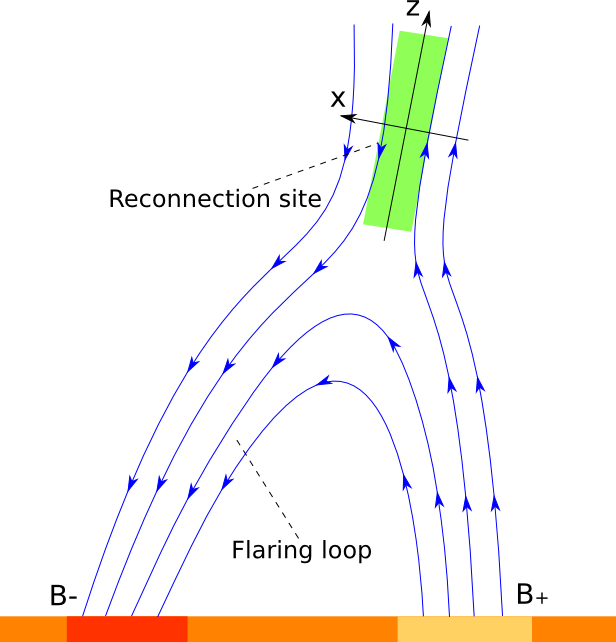 z
x
Reconnection site
Flaring loop
B-
B+